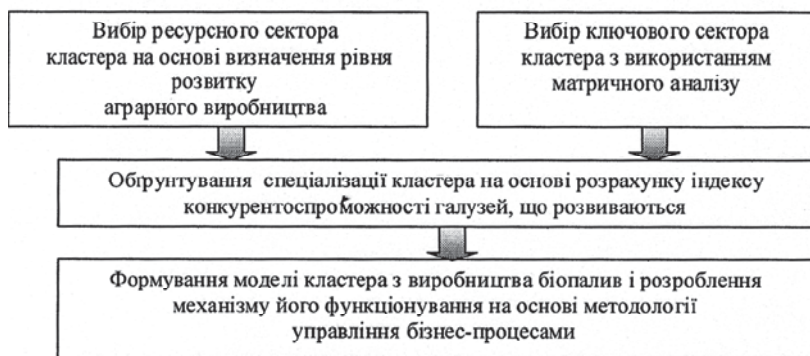 Вибір ресурсного сектора
кластера на основі визначення рівня
розвитку
аграрного виробництва
Вибір ключового сектора
кластера з використанням
матричного аналізу
Обґрунтування спеціалізації кластера на основі розрахунку індексу
конкурентоспроможності галузей, що розвиваються
Формування моделі кластера з виробництва біопалив і розроблення
механізму його функціонування на основі методології
управління бізнес-процесами